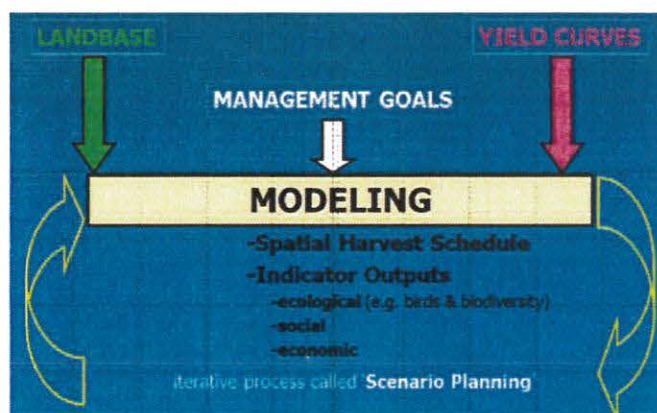 LANDBASE
YIELD CURVES
MANAGEMENT GOALS
MODELING
-Spatial Harvest Schedule
-Indicator Outputs
-ecological (e.g. birds & biodiversity)
-social
-economic
iterative process called 'Scenario Planning'